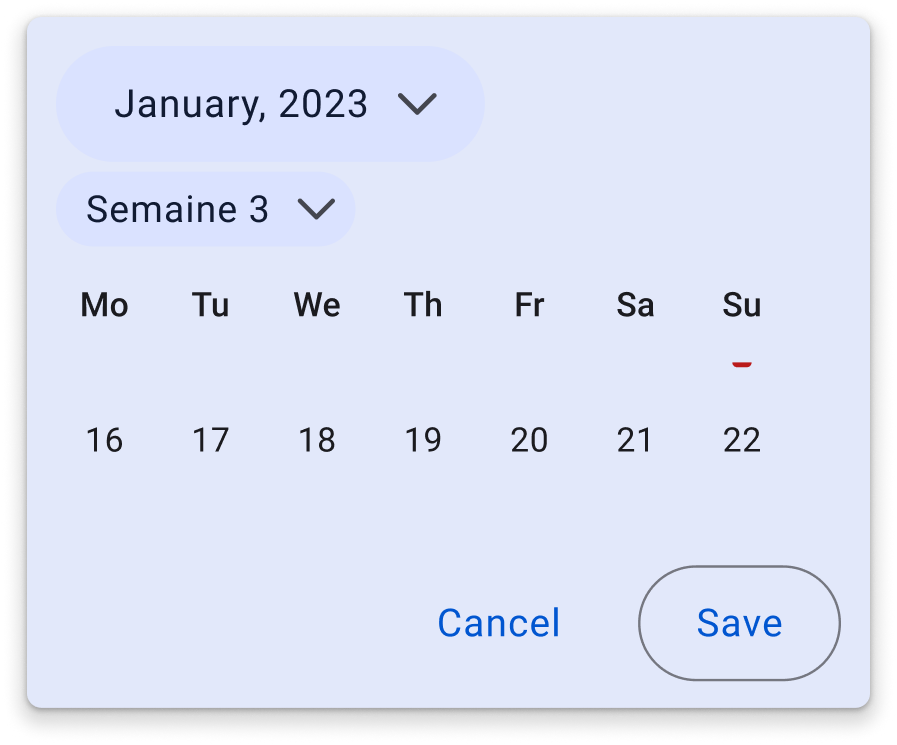 January, 2023
Semaine 3
Mo Tu We Th Fr Sa Su
16 17 18 19 20 21 22
Cancel Save